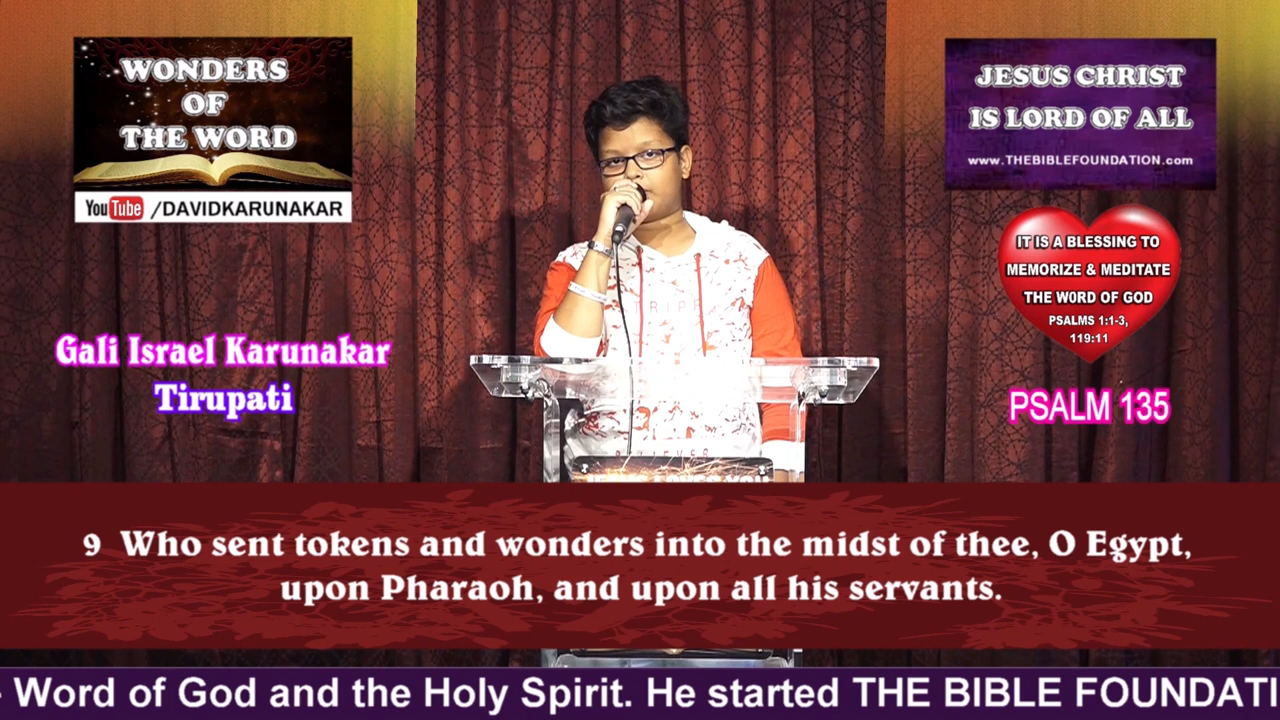 WONDERS
OF
THE WORD
YouTube /DAVIDKARUNAKAR
JESUS CHRIST
IS LORD OF ALL
www.THEBIBLEFOUNDATION.com
IT IS A BLESSING TO
MEMORIZE & MEDITATE
THE WORD OF GOD
PSALMS 1:1-3,
119:11
Gali Israel Karunakar
Tirupati
PSALM 135
9 Who sent tokens and wonders into the midst of thee, O Egypt,
upon Pharaoh, and upon all his servants.
- Word of God and the Holy Spirit. He started THE BIBLE FOUNDATI